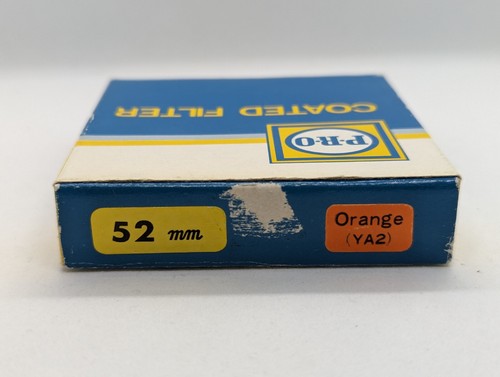 COATED FILTER
P·R·O
52 mm
Orange
(YA2)